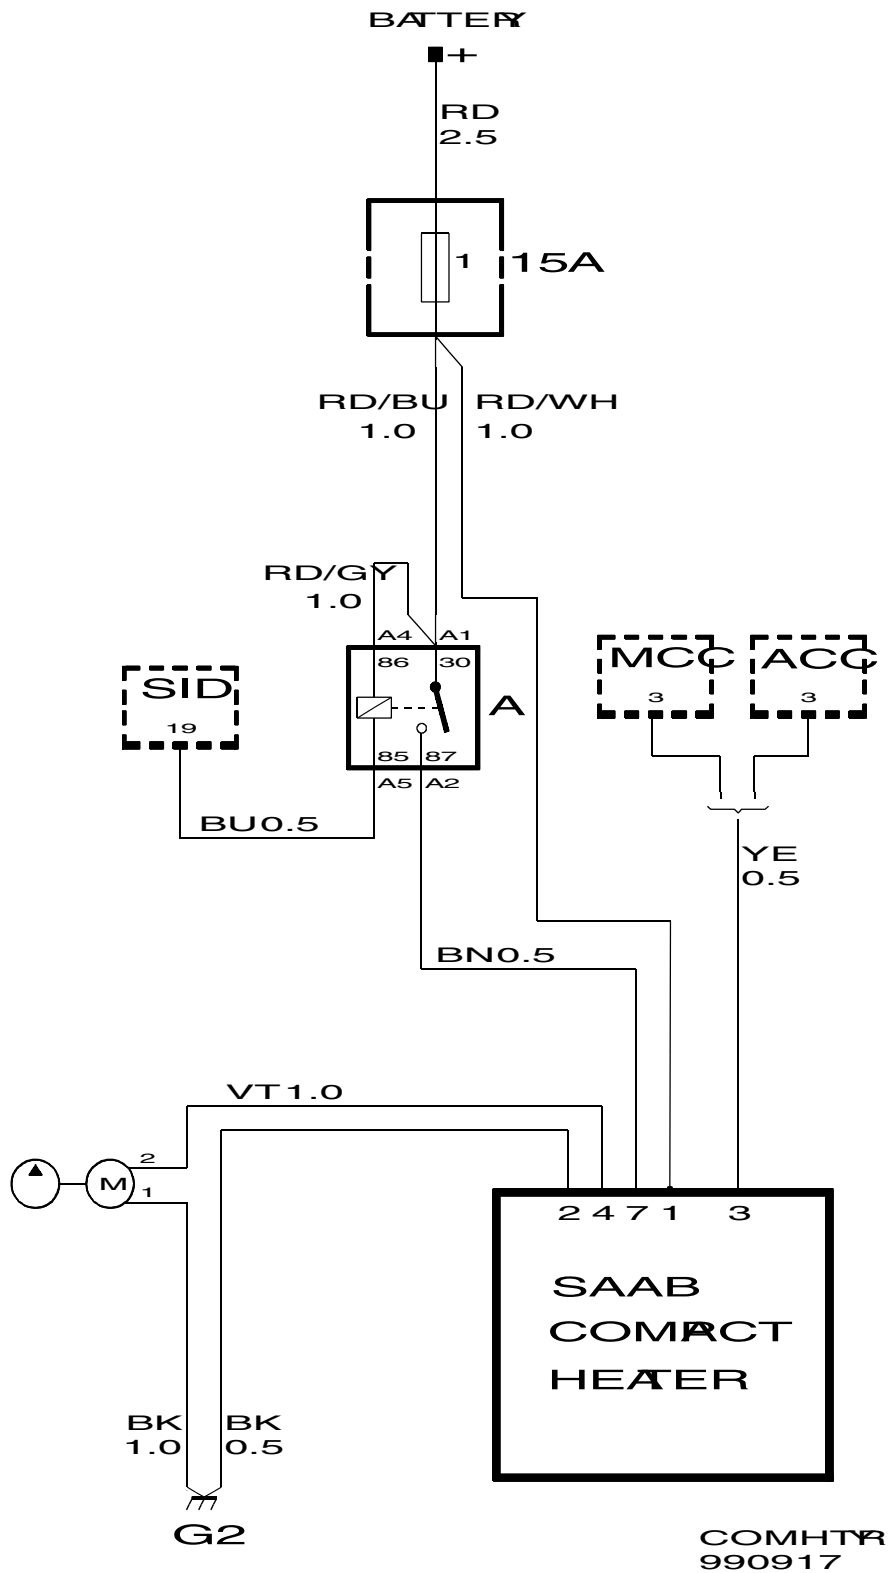 BATTERY
+
RD
2.5
1
15A
RD/BU
1.0
RD/WH
1.0
RD/GY
1.0
A4 A1
86 30
A
85 87
A5 A2
SID
19
MCC
3
ACC
3
BU0.5
YE
0.5
BN0.5
VT1.0
2
M
1
2 4 7 1 3
SAAB
COMPACT
HEATER
BK
1.0
BK
0.5
G2
990917